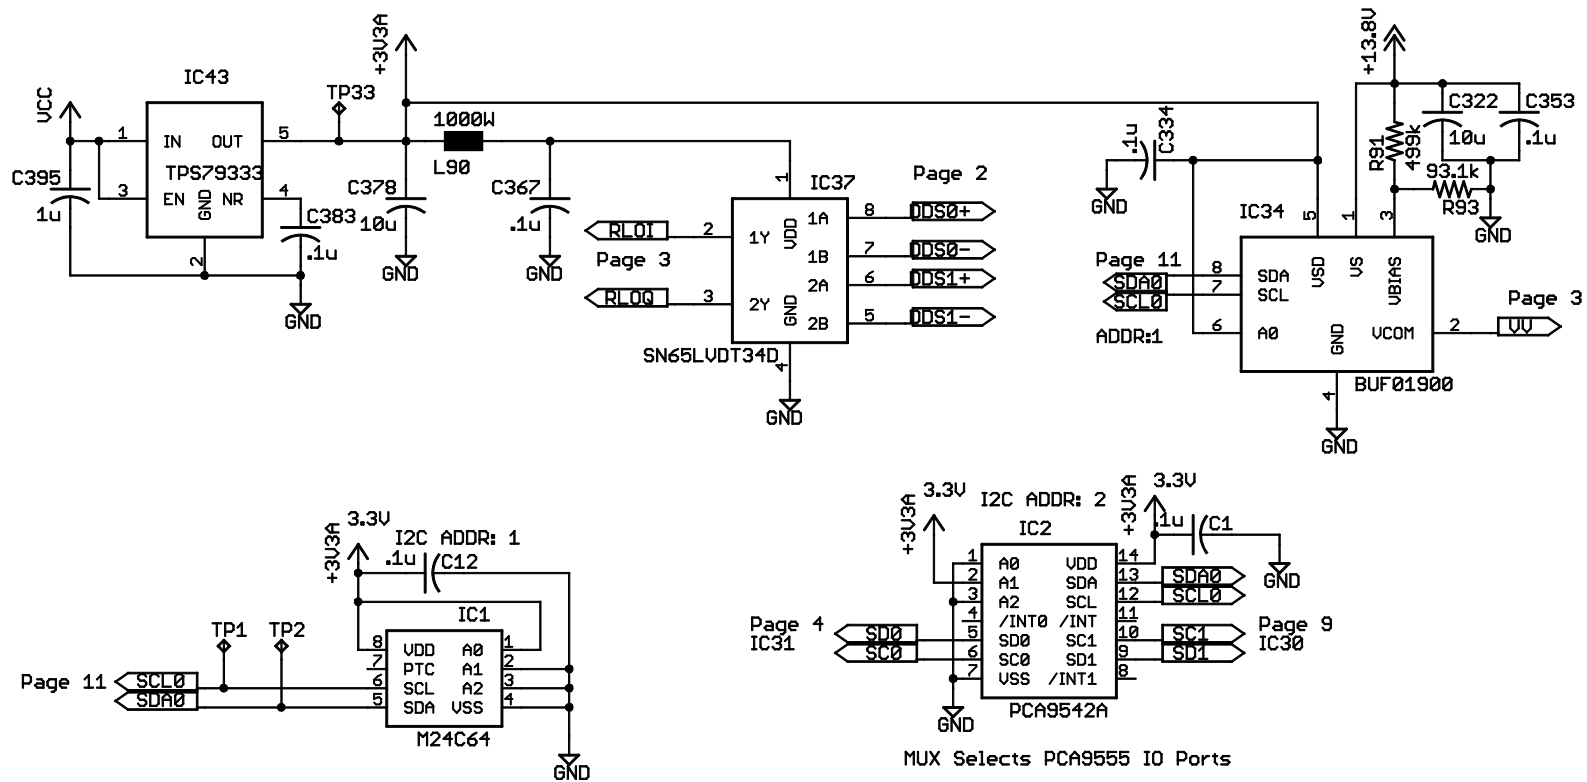 +3V3A
+13.8V
IC43
VCC
TP33
1000W
L90
1
IN
OUT
5
TPS79333
3
EN
GND
NR
4
2
C395
1u
C383
.1u
GND
C378
10u
GND
C367
.1u
GND
Page 2
1
IC37
RLOI
2
1Y
VDD
1A
8
DDS0+
Page 3
1B
7
DDS0-
2A
6
DDS1+
RLOQ
3
2Y
GND
2B
5
DDS1-
SN65LVDT34D
4
GND
.1u
C334
GND
R91
499k
C322
10u
C353
.1u
93.1k
R93
GND
IC34
5
1
3
Page 11
SDA0
8
SDA
VSD
VS
VBIAS
SCL0
7
SCL
Page 3
ADDR:1
6
A0
GND
VCOM
2
VV
BUF01900
4
GND
3.3V
+3V3A
I2C ADDR: 1
.1u
C12
IC1
TP1
TP2
8
VDD
A0
1
7
PTC
A1
2
Page 11
SCL0
6
SCL
A2
3
SDA0
5
SDA
VSS
4
M24C64
GND
3.3V
+3V3A
I2C ADDR: 2
IC2
3.3V
+3V3A
.1u
C1
GND
1
A0
VDD
14
2
A1
SDA
13
SDA0
3
A2
SCL
12
SCL0
4
/INT0
/INT
11
Page 4
IC31
SD0
5
SD0
SC1
10
SC1
Page 9
IC30
SC0
6
SC0
SD1
9
SD1
7
VSS
/INT1
8
GND
PCA9542A
MUX Selects PCA9555 IO Ports